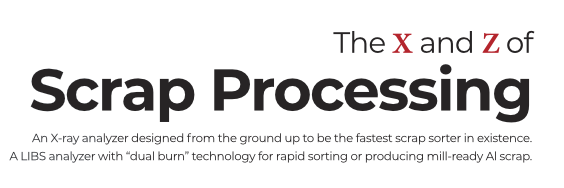 The X and Z of
Scrap Processing
An X-ray analyzer designed from the ground up to be the fastest scrap sorter in existence.
A LIBS analyzer with “dual burn” technology for rapid sorting or producing mill-ready Al scrap.